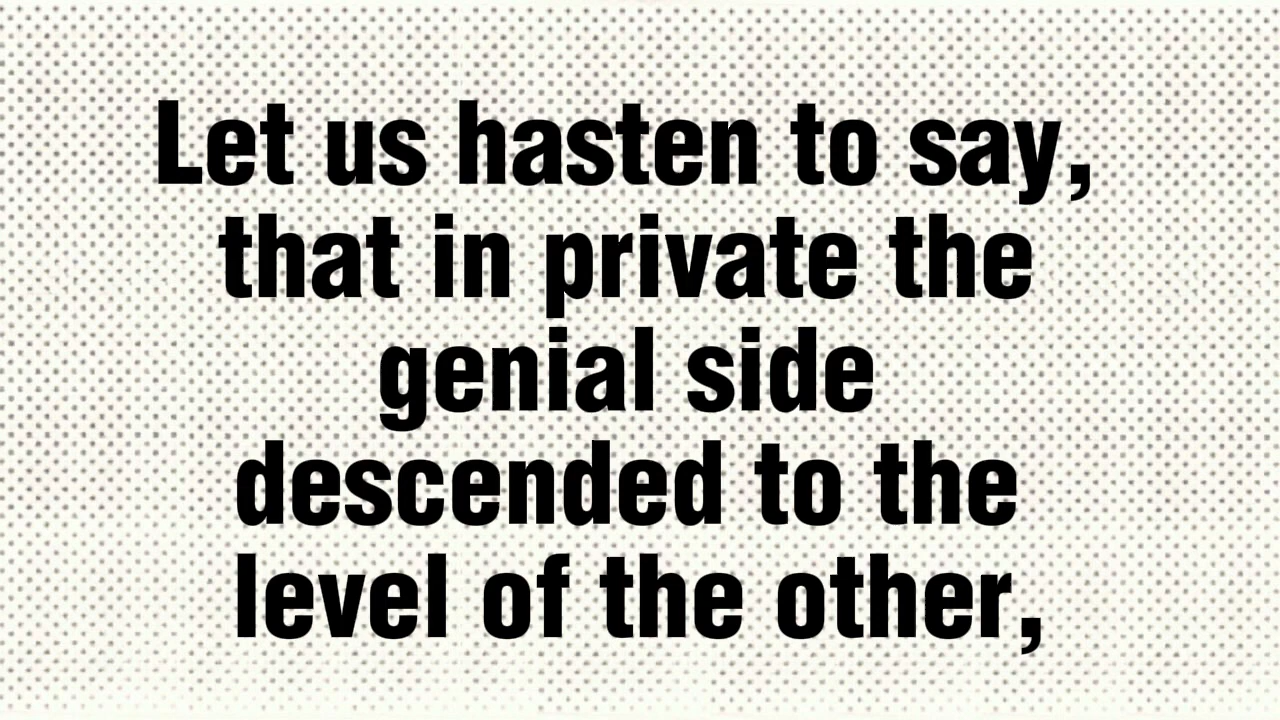 Let us hasten to say,
that in private the
genial side
descended to the
level of the other,